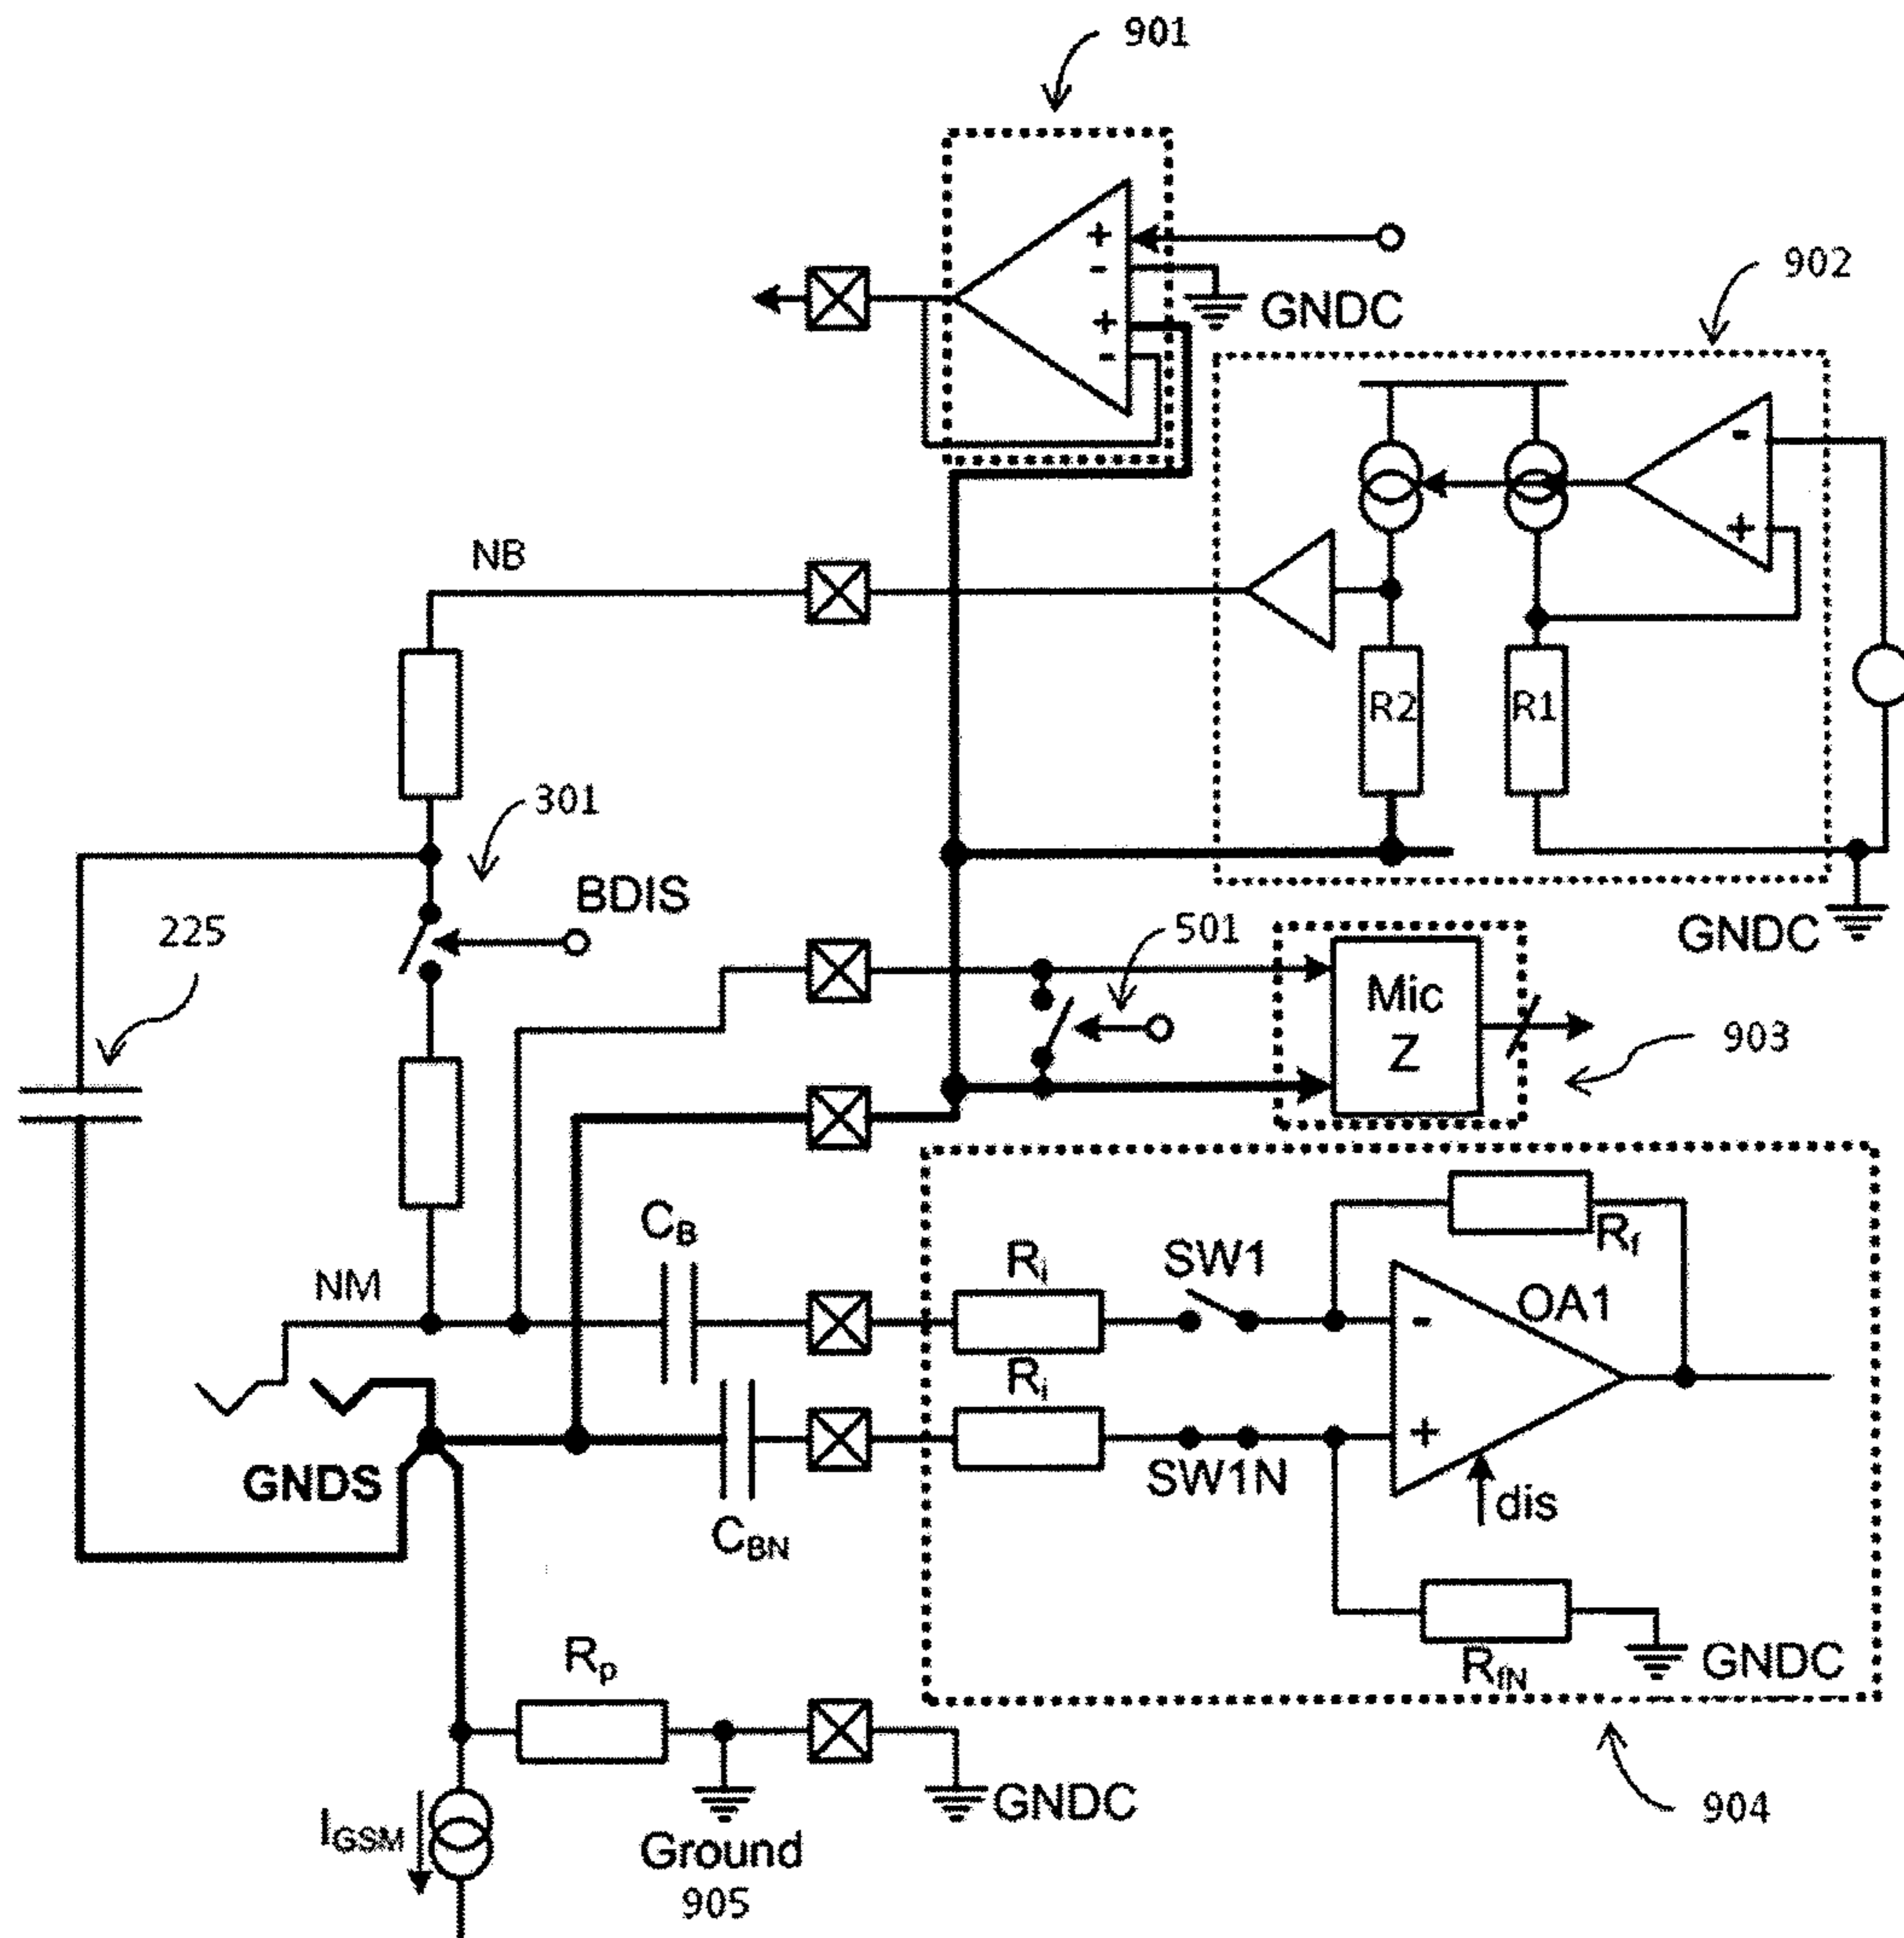 901
+
-
+
-
GNDC
902
-
+
NB
R2
R1
301
BDIS
225
501
GNDC
Mic
Z
903
CB
Rf
Ri
SW1
NM
OA1
-
Ri
+
GNDS
SW1N
dis
CBN
Rp
RfN
GNDC
GNDC
904
IGSM
Ground
905